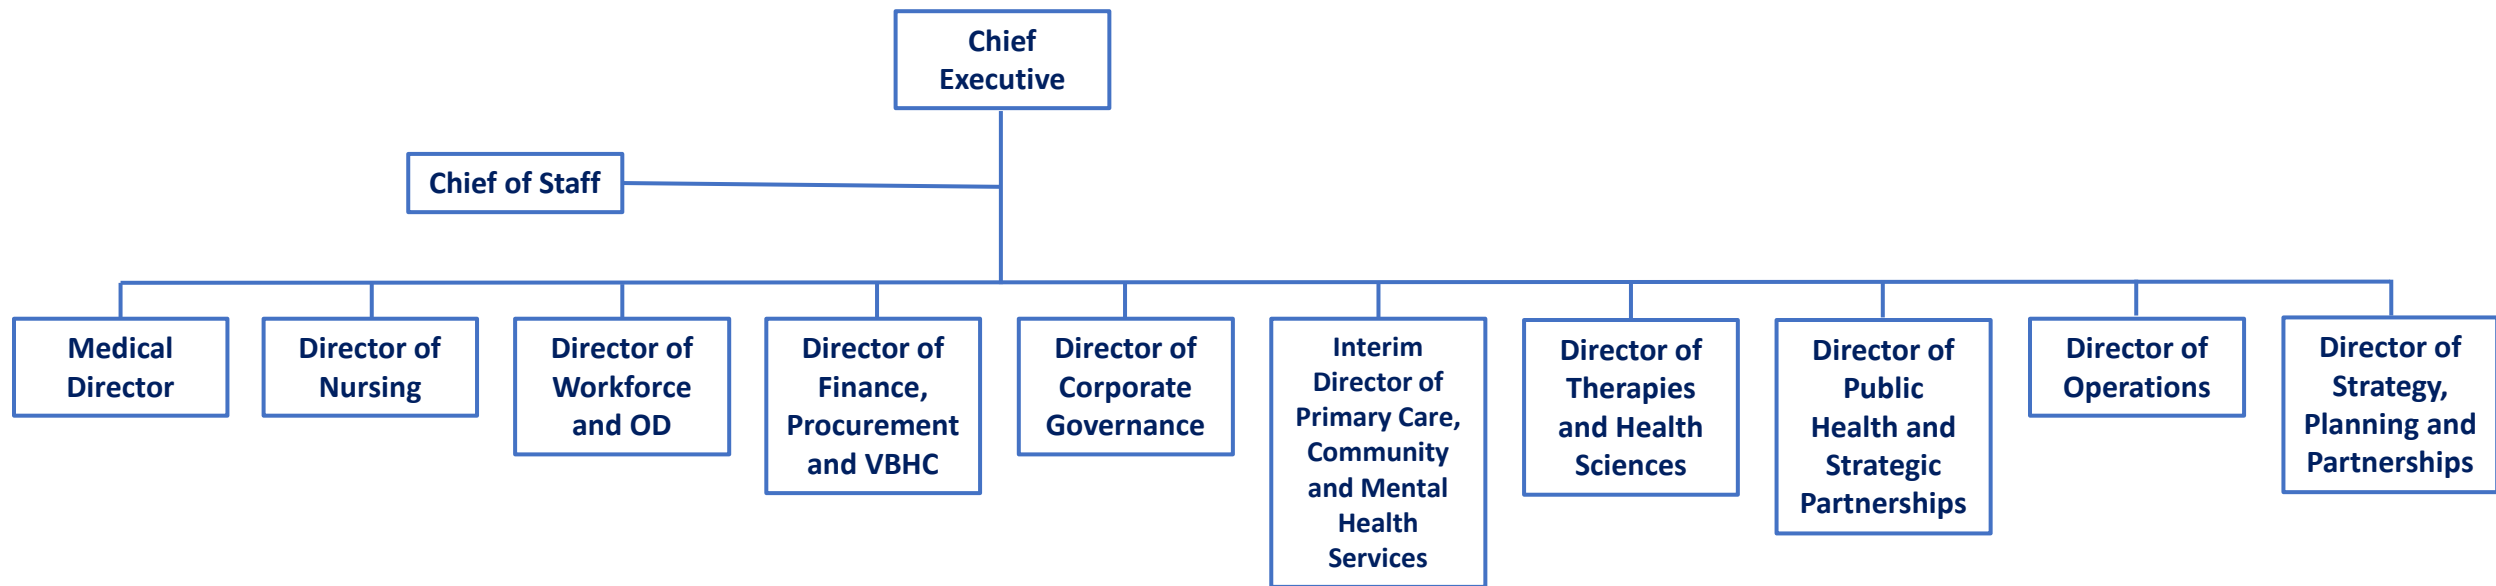 Chief
Executive
Chief of Staff
Medical
Director
Director of
Nursing
Director of
Workforce
and OD
Director of
Finance,
Procurement
and VBHC
Director of
Corporate
Governance
Interim
Director of
Primary Care,
Community
and Mental
Health
Services
Director of
Therapies
and Health
Sciences
Director of
Public
Health and
Strategic
Partnerships
Director of
Operations
Director of
Strategy,
Planning and
Partnerships